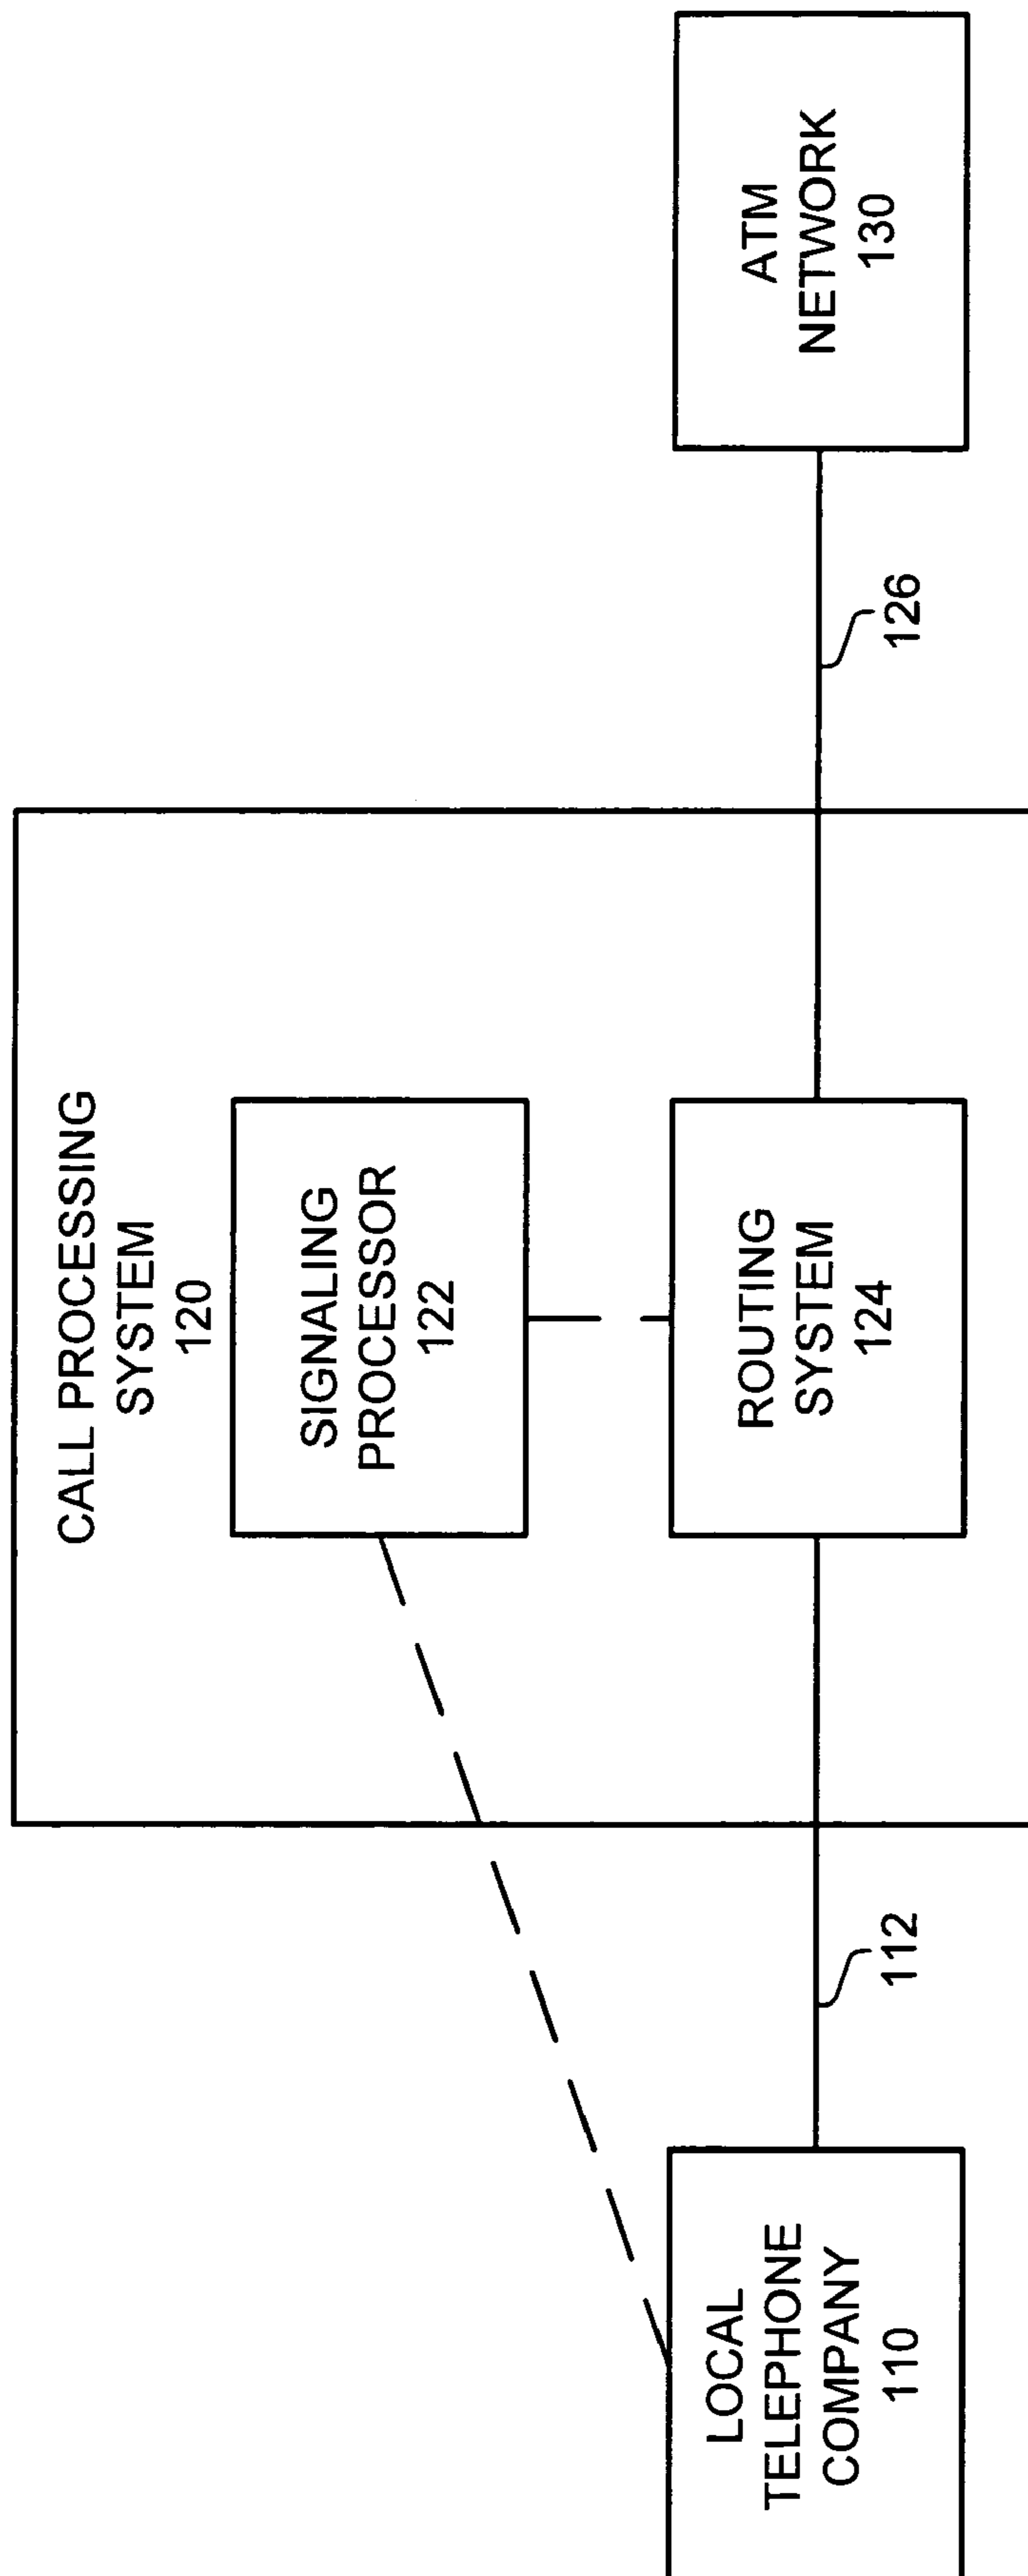 CALL PROCESSING
SYSTEM
120
SIGNALING
PROCESSOR
122
LOCAL
TELEPHONE
COMPANY
110
112
ROUTING
SYSTEM
124
126
ATM
NETWORK
130